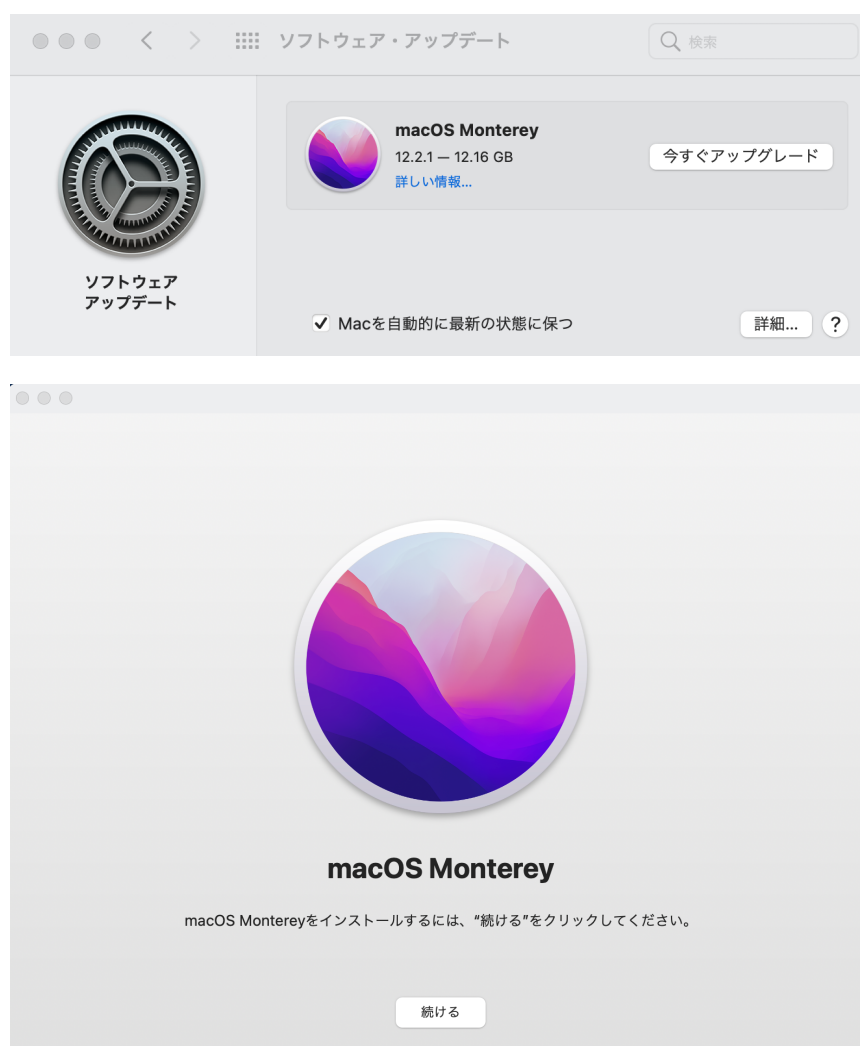 ソフトウェア・アップデート
検索
macOS Monterey
12.2.1 — 12.16 GB
今すぐアップグレード
詳しい情報...
ソフトウェア
アップデート
Macを自動的に最新の状態に保つ
詳細...
?
macOS Monterey
macOS Montereyをインストールするには、“続ける”をクリックしてください。
続ける